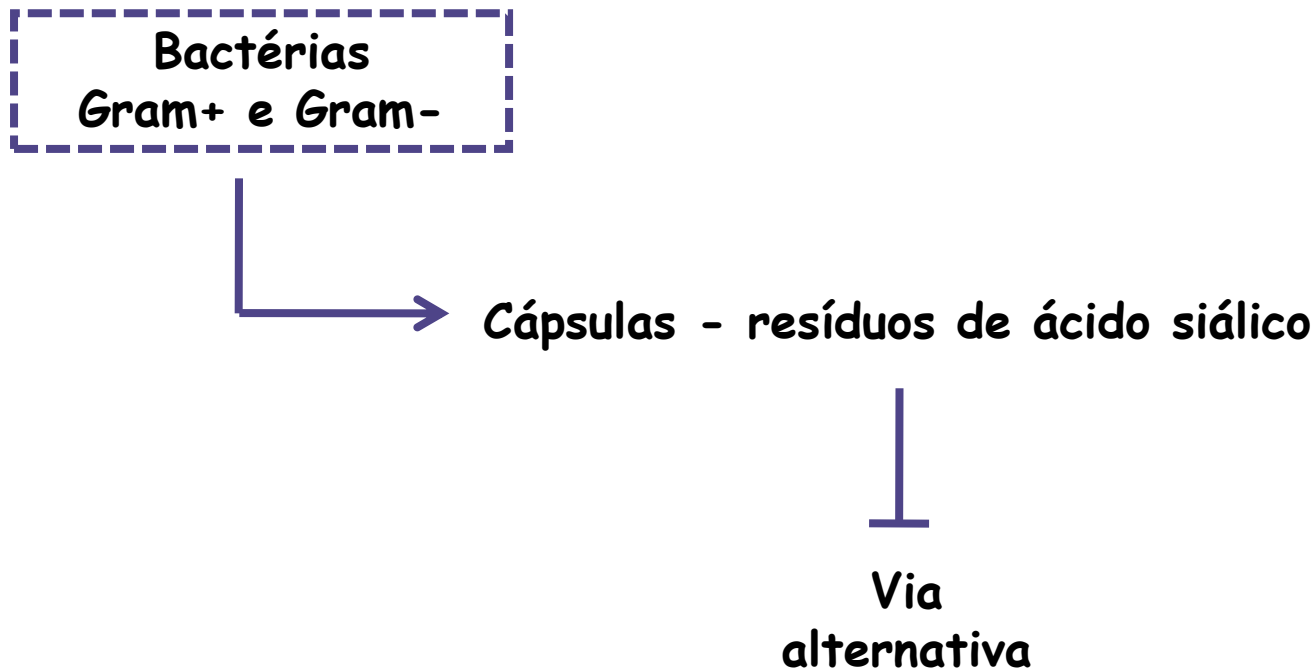 Bactérias
Gram+ e Gram-
Cápsulas - resíduos de ácido siálico
Via
alternativa